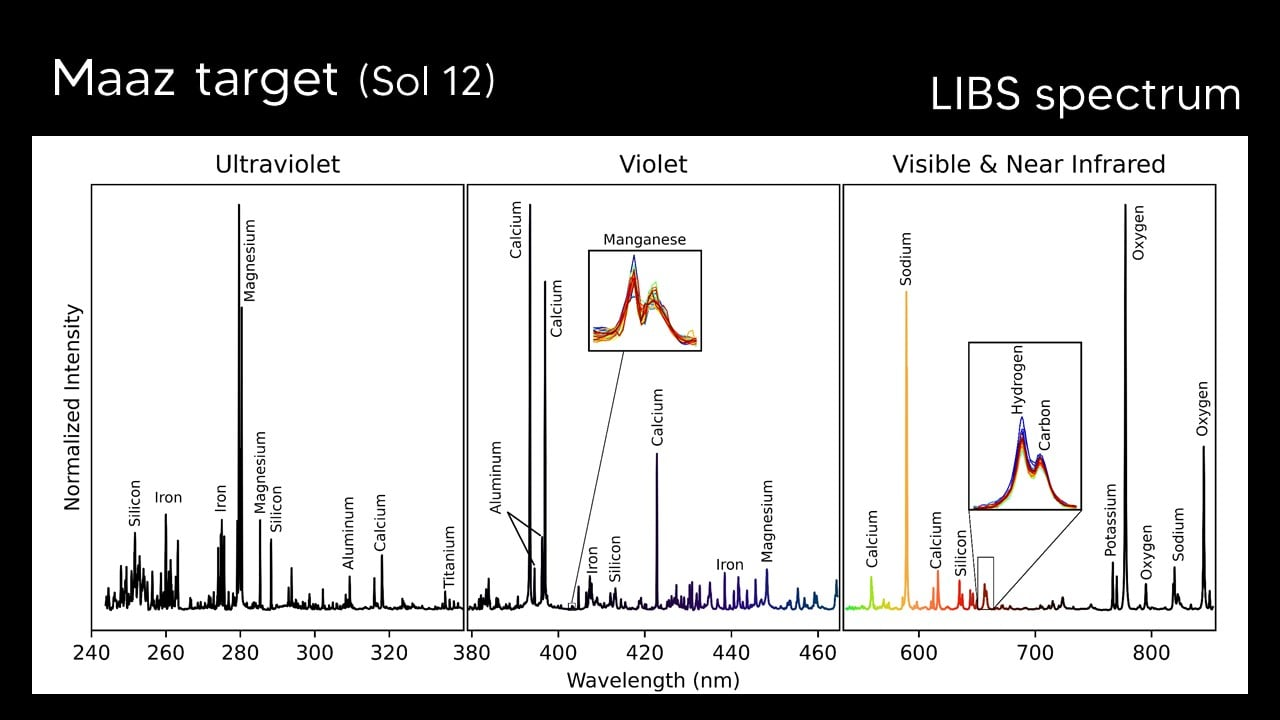 Maaz target (Sol 12)
LIBS spectrum
Ultraviolet
Violet
Visible & Near Infrared
Normalized Intensity
Silicon
Iron
Iron
Magnesium
Magnesium
Silicon
Aluminum
Calcium
Titanium
Aluminum
Calcium
Calcium
Manganese
Iron
Silicon
Calcium
Iron
Magnesium
Calcium
Sodium
Calcium
Silicon
Hydrogen
Carbon
Potassium
Oxygen
Oxygen
Sodium
Oxygen
240 260 280 300 320 380 400 420 440 460 600 700 800
Wavelength (nm)